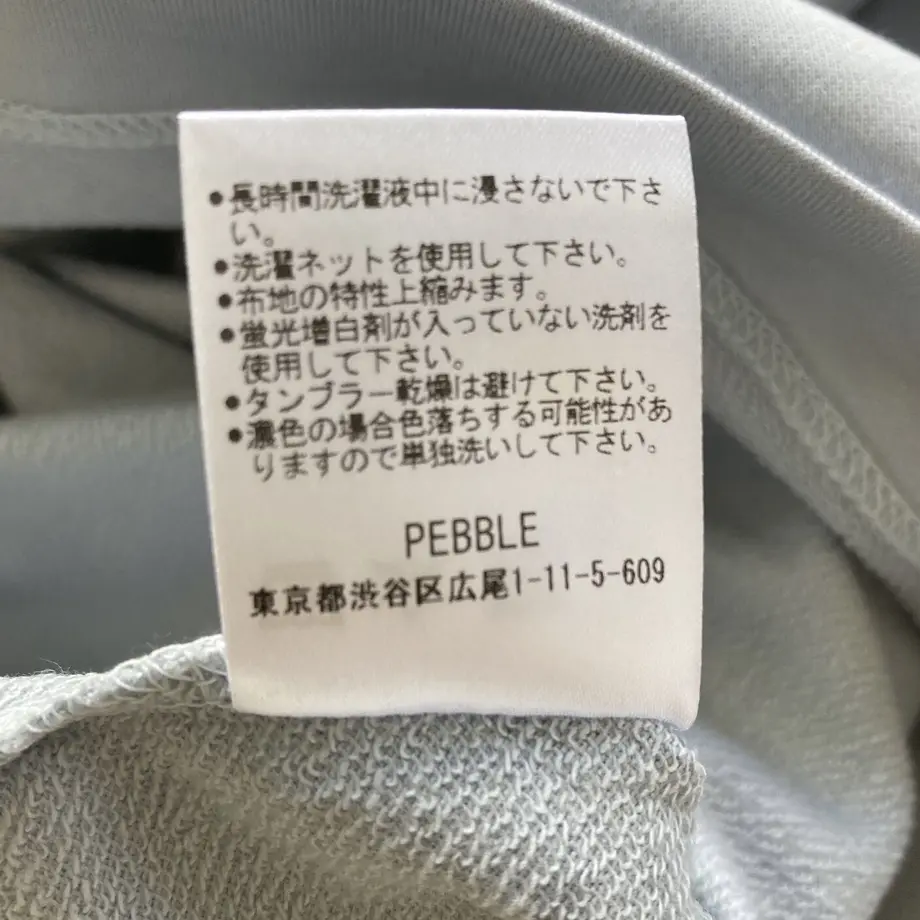 •長時間洗濯液中に浸さないで下さ
い。
•洗濯ネットを使用して下さい。
•布地の特性上縮みます。
•蛍光増白剤が入っていない洗剤を
使用して下さい。
•タンブラー乾燥は避けて下さい。
•濃色の場合色落ちする可能性があ
りますので単独洗いして下さい。
PEBBLE
東京都渋谷区広尾1-11-5-609